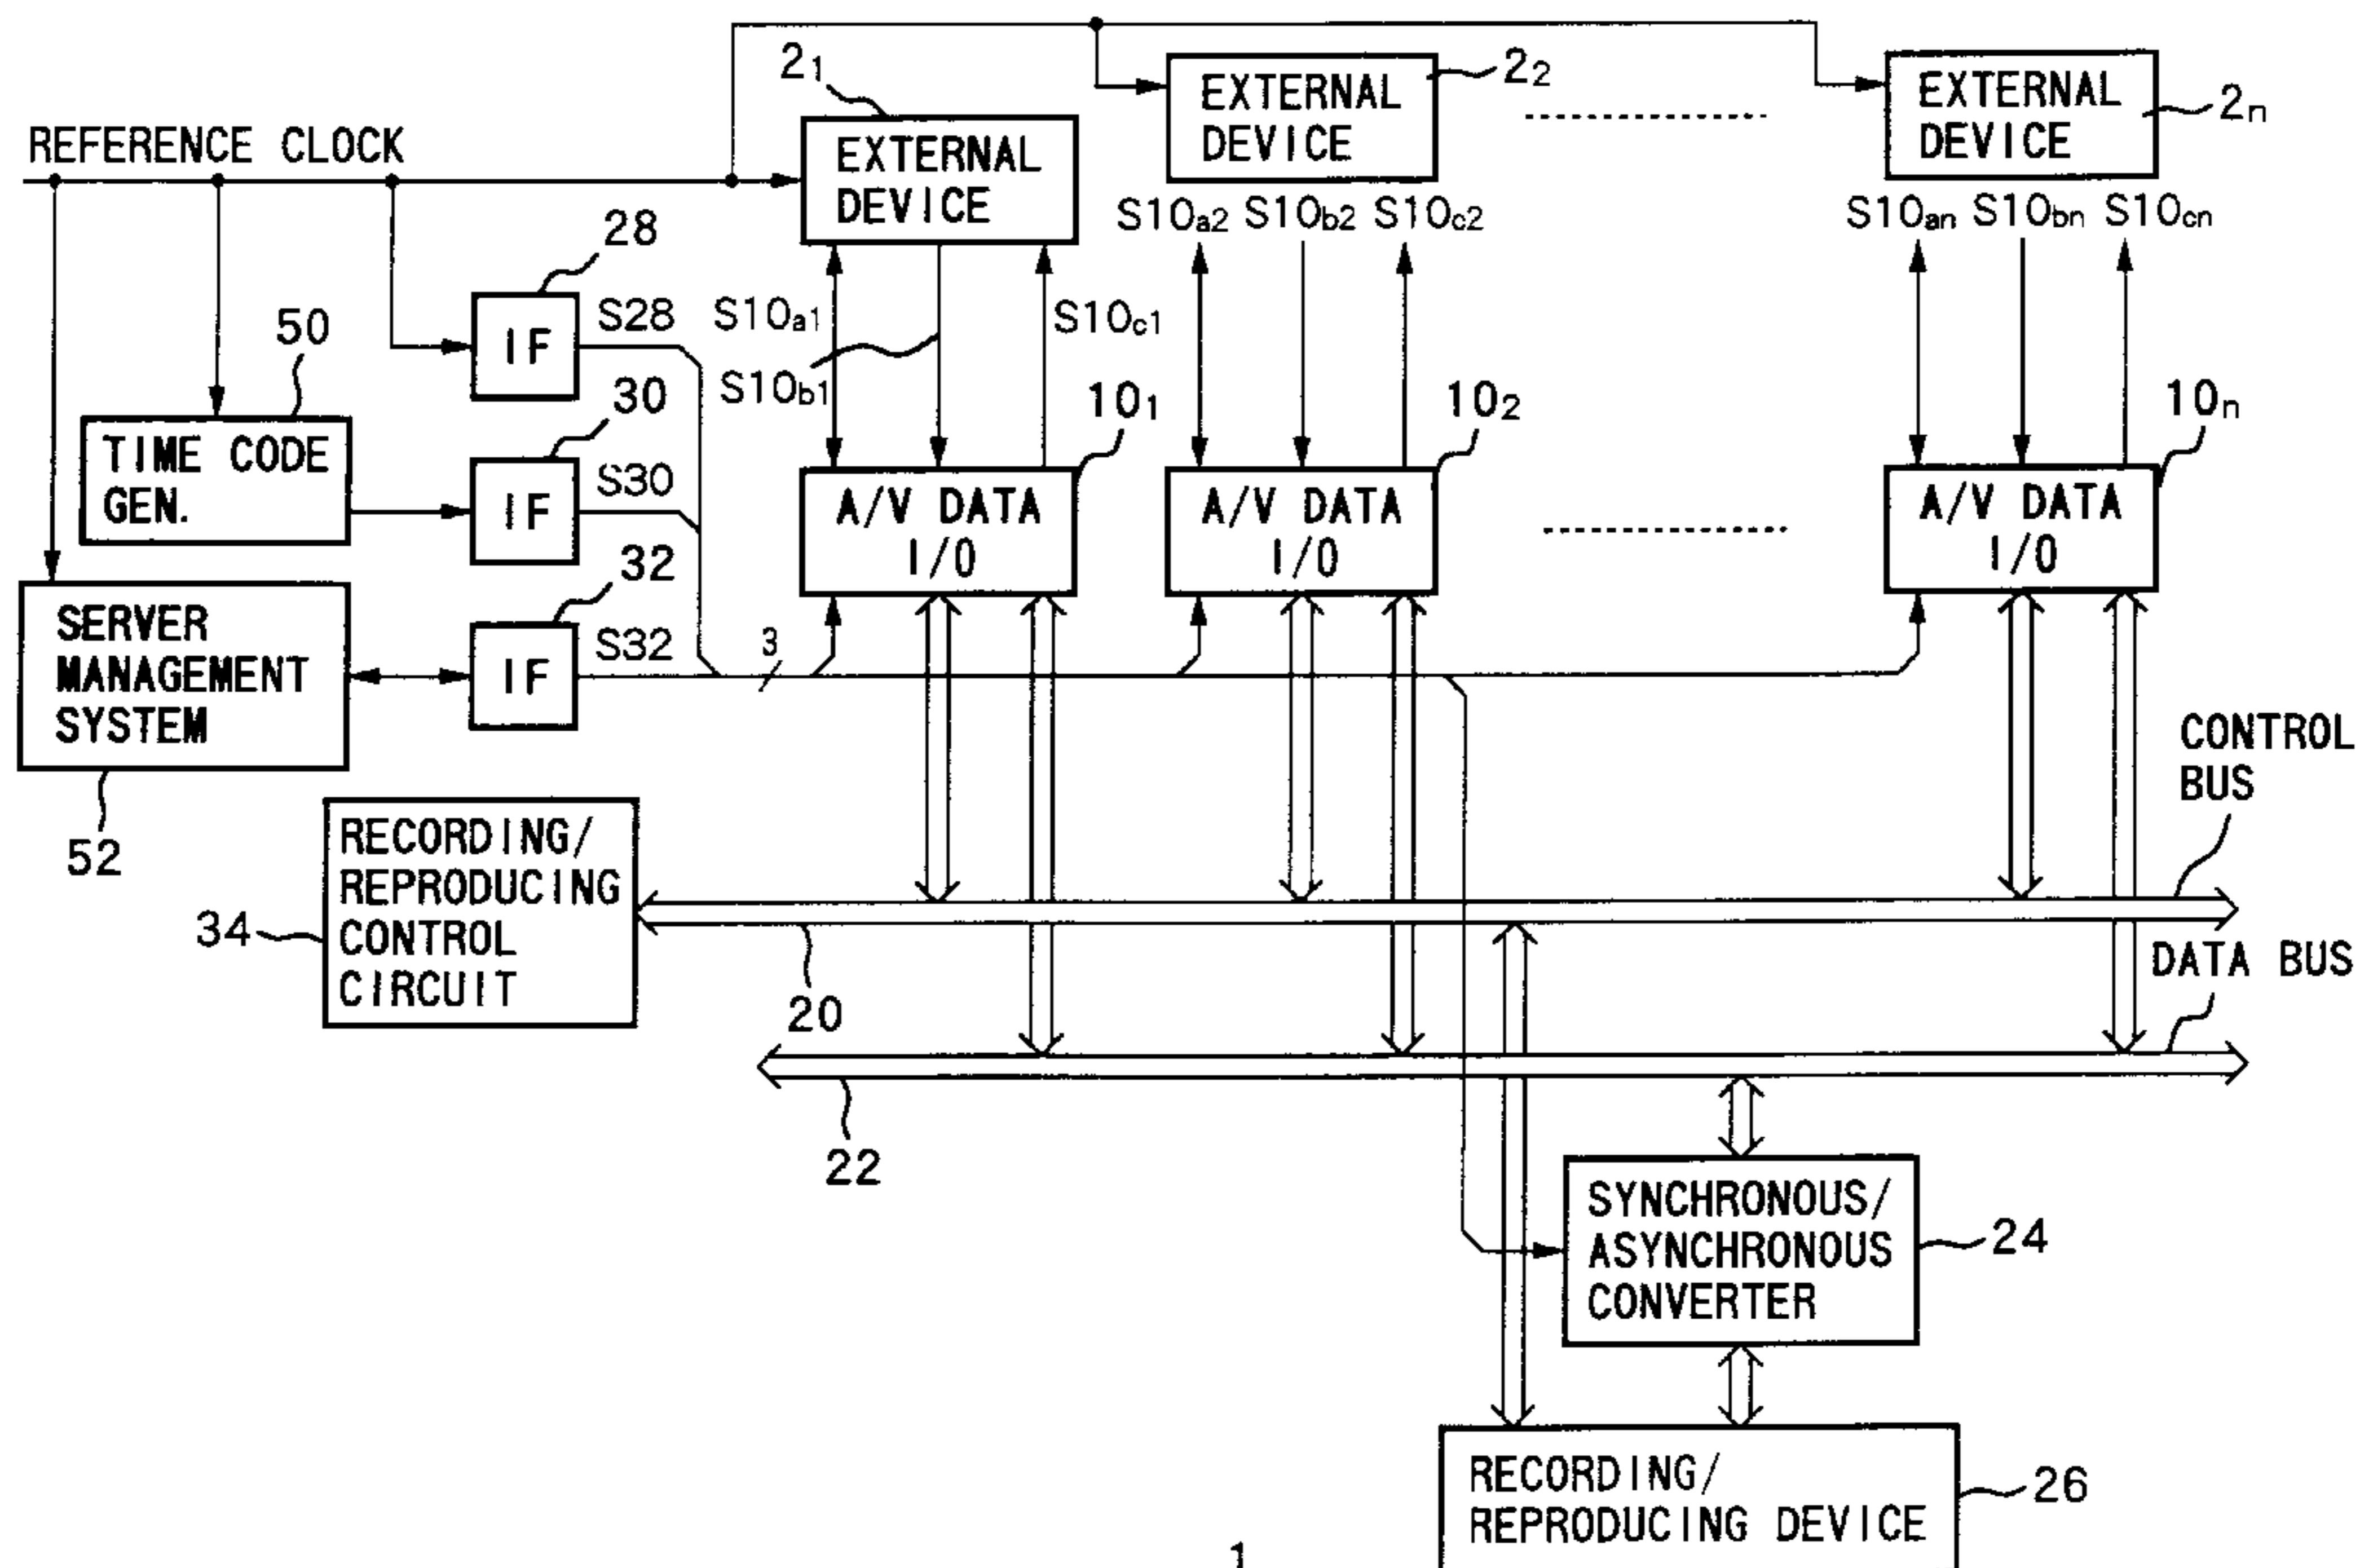 2₁
EXTERNAL
DEVICE
2₂
EXTERNAL
DEVICE
2ₙ
REFERENCE CLOCK
EXTERNAL
DEVICE
28
S10a2 S10b2 S10c2
S10an S10bn S10cn
50
IF
S28
S10a1
S10c1
S10b1
30
10₁
10₂
10ₙ
TIME CODE
GEN.
IF
S30
A/V DATA
I/O
A/V DATA
I/O
A/V DATA
I/O
32
SERVER
MANAGEMENT
SYSTEM
IF
S32
3
52
CONTROL
BUS
34
RECORDING/
REPRODUCING
CONTROL
CIRCUIT
20
DATA BUS
22
SYNCHRONOUS/
ASYNCHRONOUS
CONVERTER
24
RECORDING/
REPRODUCING DEVICE
26
1